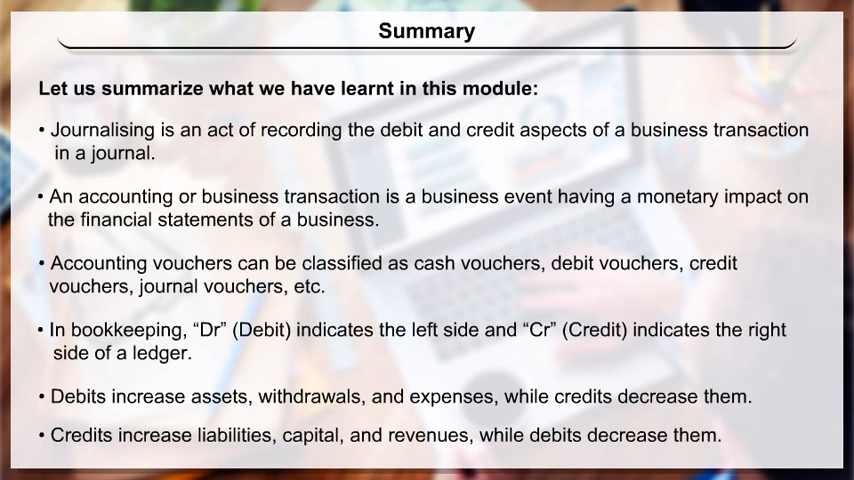 Summary
Let us summarize what we have learnt in this module:
• Journalising is an act of recording the debit and credit aspects of a business transaction
in a journal.
• An accounting or business transaction is a business event having a monetary impact on
the financial statements of a business.
• Accounting vouchers can be classified as cash vouchers, debit vouchers, credit
vouchers, journal vouchers, etc.
• In bookkeeping, “Dr” (Debit) indicates the left side and “Cr” (Credit) indicates the right
side of a ledger.
• Debits increase assets, withdrawals, and expenses, while credits decrease them.
• Credits increase liabilities, capital, and revenues, while debits decrease them.